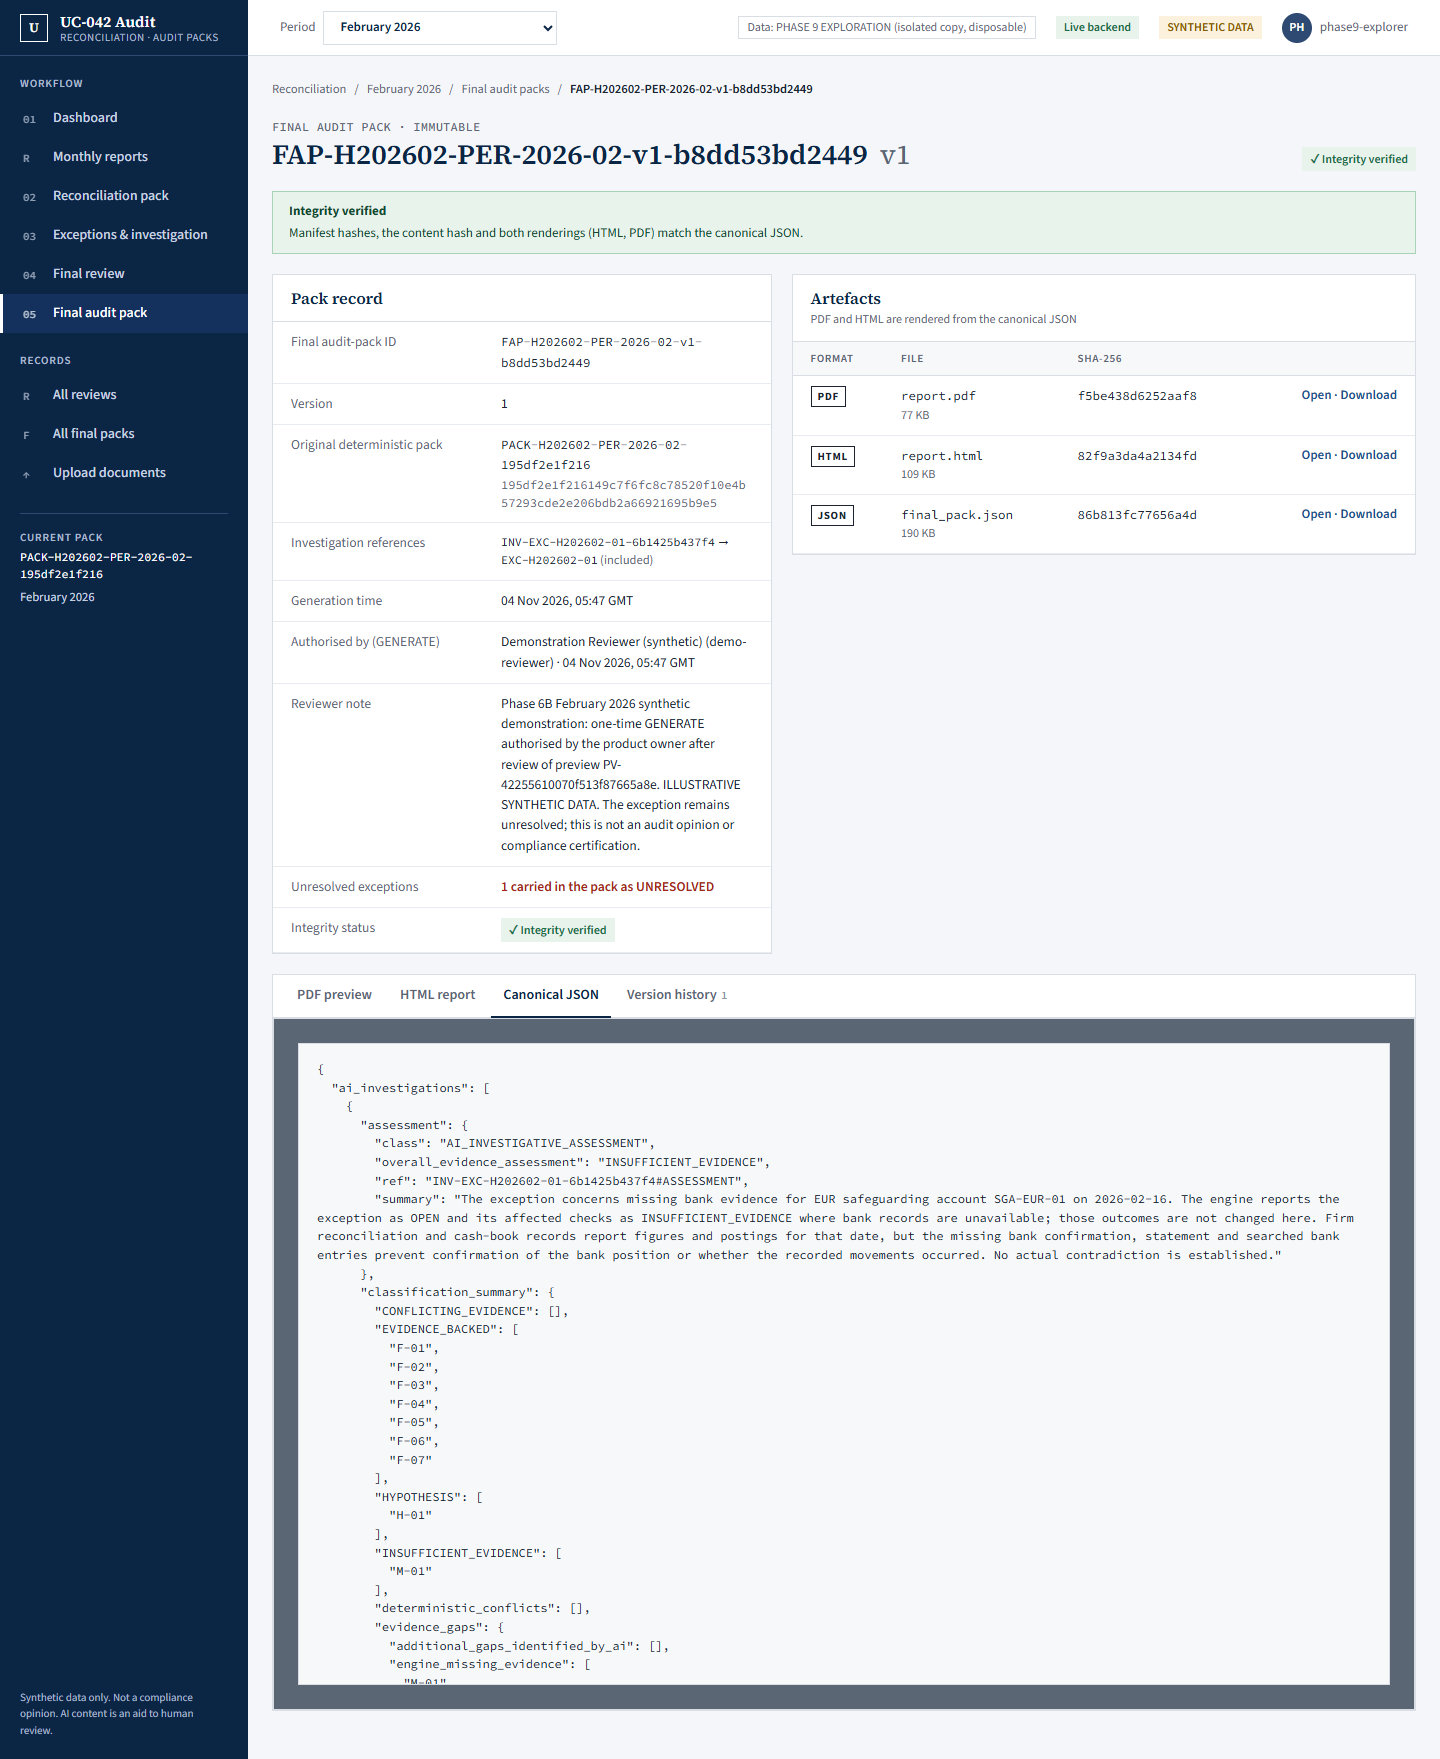 U
UC-042 Audit
RECONCILIATION · AUDIT PACKS
WORKFLOW
01 Dashboard
R Monthly reports
02 Reconciliation pack
03 Exceptions & investigation
04 Final review
05 Final audit pack
RECORDS
R All reviews
F All final packs
↑ Upload documents
CURRENT PACK
PACK-H202602-PER-2026-02-
195df2e1f216
February 2026
Synthetic data only. Not a compliance
opinion. AI content is an aid to human
review.
Period February 2026
Data: PHASE 9 EXPLORATION (isolated copy, disposable)
Live backend
SYNTHETIC DATA
PH phase9-explorer
Reconciliation / February 2026 / Final audit packs / FAP-H202602-PER-2026-02-v1-b8dd53bd2449
FINAL AUDIT PACK · IMMUTABLE
FAP-H202602-PER-2026-02-v1-b8dd53bd2449 v1
✓ Integrity verified
Integrity verified
Manifest hashes, the content hash and both renderings (HTML, PDF) match the canonical JSON.
Pack record
Final audit-pack ID FAP-H202602-PER-2026-02-v1-
b8dd53bd2449
Version 1
Original deterministic pack PACK-H202602-PER-2026-02-
195df2e1f216
195df2e1f216149c7f6fc8c78520f10e4b
57293cde2e206bdb2a66921695b9e5
Investigation references INV-EXC-H202602-01-6b1425b437f4 →
EXC-H202602-01 (included)
Generation time 04 Nov 2026, 05:47 GMT
Authorised by (GENERATE) Demonstration Reviewer (synthetic) (demo-
reviewer) · 04 Nov 2026, 05:47 GMT
Reviewer note Phase 6B February 2026 synthetic
demonstration: one-time GENERATE
authorised by the product owner after
review of preview PV-
42255610070f513f87665a8e. ILLUSTRATIVE
SYNTHETIC DATA. The exception remains
unresolved; this is not an audit opinion or
compliance certification.
Unresolved exceptions 1 carried in the pack as UNRESOLVED
Integrity status ✓ Integrity verified
Artefacts
PDF and HTML are rendered from the canonical JSON
FORMAT FILE SHA-256
PDF report.pdf f5be438d6252aaf8 Open · Download
77 KB
HTML report.html 82f9a3da4a2134fd Open · Download
109 KB
JSON final_pack.json 86b813fc77656a4d Open · Download
190 KB
PDF preview HTML report Canonical JSON Version history 1
{
"ai_investigations": [
{
"assessment": {
"class": "AI_INVESTIGATIVE_ASSESSMENT",
"overall_evidence_assessment": "INSUFFICIENT_EVIDENCE",
"ref": "INV-EXC-H202602-01-6b1425b437f4#ASSESSMENT",
"summary": "The exception concerns missing bank evidence for EUR safeguarding account SGA-EUR-01 on 2026-02-16. The engine reports the
exception as OPEN and its affected checks as INSUFFICIENT_EVIDENCE where bank records are unavailable; those outcomes are not changed here. Firm
reconciliation and cash-book records report figures and postings for that date, but the missing bank confirmation, statement and searched bank
entries prevent confirmation of the bank position or whether the recorded movements occurred. No actual contradiction is established."
},
"classification_summary": {
"CONFLICTING_EVIDENCE": [],
"EVIDENCE_BACKED": [
"F-01",
"F-02",
"F-03",
"F-04",
"F-05",
"F-06",
"F-07"
],
"HYPOTHESIS": [
"H-01"
],
"INSUFFICIENT_EVIDENCE": [
"M-01"
],
"deterministic_conflicts": [],
"evidence_gaps": {
"additional_gaps_identified_by_ai": [],
"engine_missing_evidence": [
"M-01"